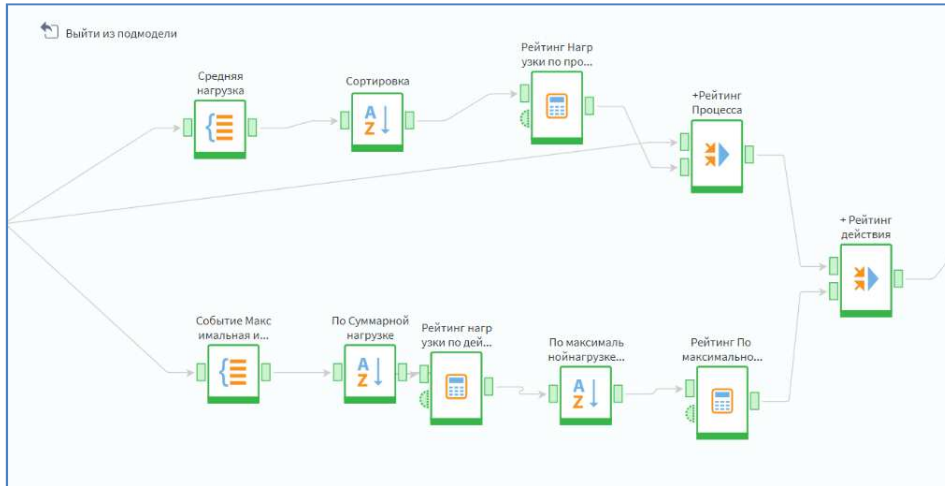 Выйти из подмодели
Рейтинг Нагр
узки по про...
Средняя
нагрузка
Сортировка
+Рейтинг
Процесса
+ Рейтинг
действия
Событие Макс
имальная и...
По Суммарной
нагрузке
Рейтинг нагр
узки по дей...
По максималь
нойнагрузке...
Рейтинг По
максимально...